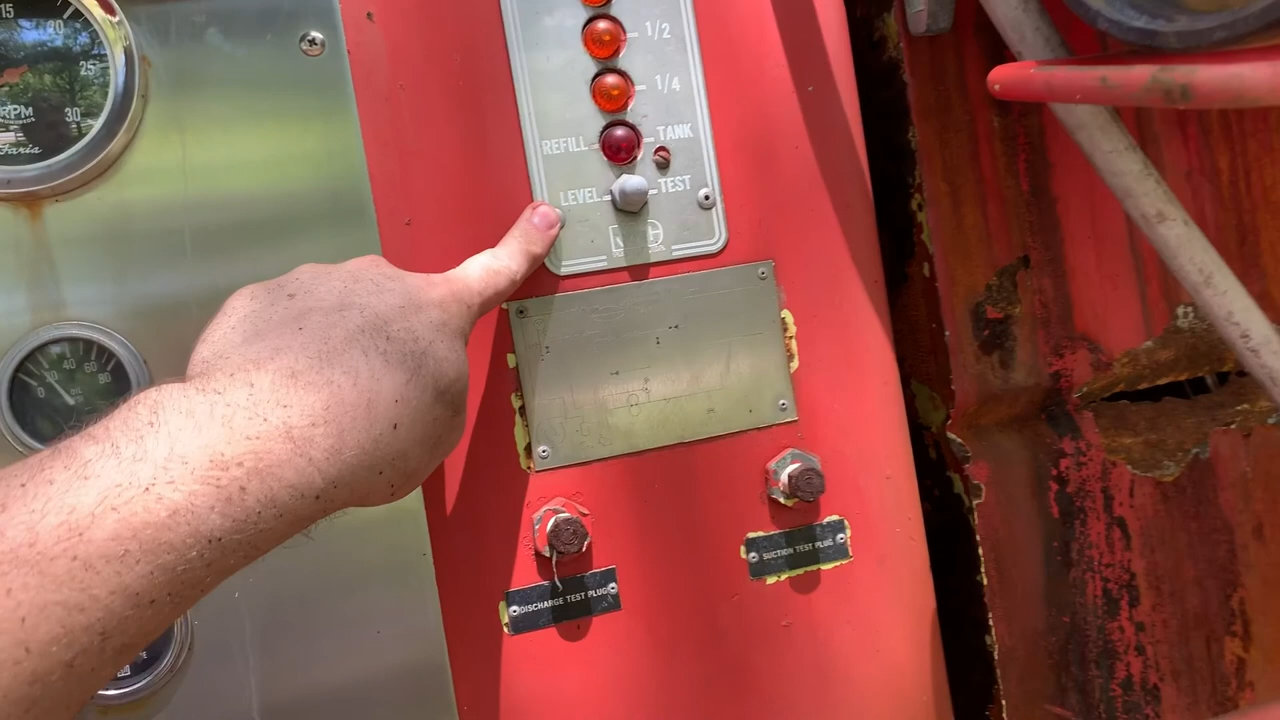 15
20
25
30
RPM
HUNDREDS
Faria
1/2
1/4
REFILL TANK
LEVEL TEST
0 20 40 60 80
OIL
DISCHARGE TEST PLUG
SUCTION TEST PLUG